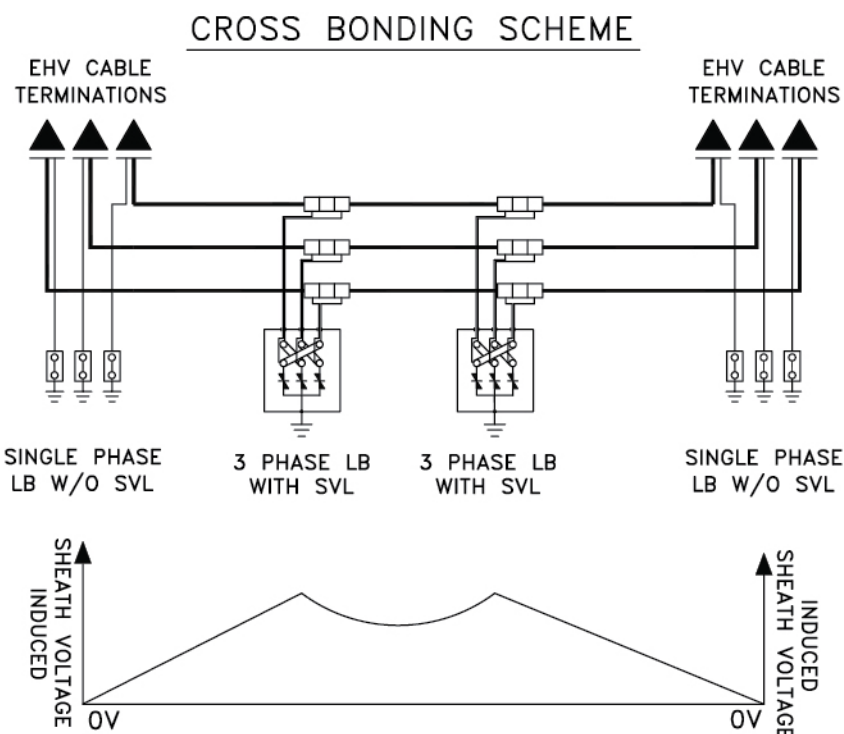 CROSS BONDING SCHEME
EHV CABLE
TERMINATIONS
EHV CABLE
TERMINATIONS
SINGLE PHASE
LB W/O SVL
3 PHASE LB
WITH SVL
3 PHASE LB
WITH SVL
SINGLE PHASE
LB W/O SVL
SHEATH VOLTAGE
INDUCED
0V
0V
INDUCED
SHEATH VOLTAGE